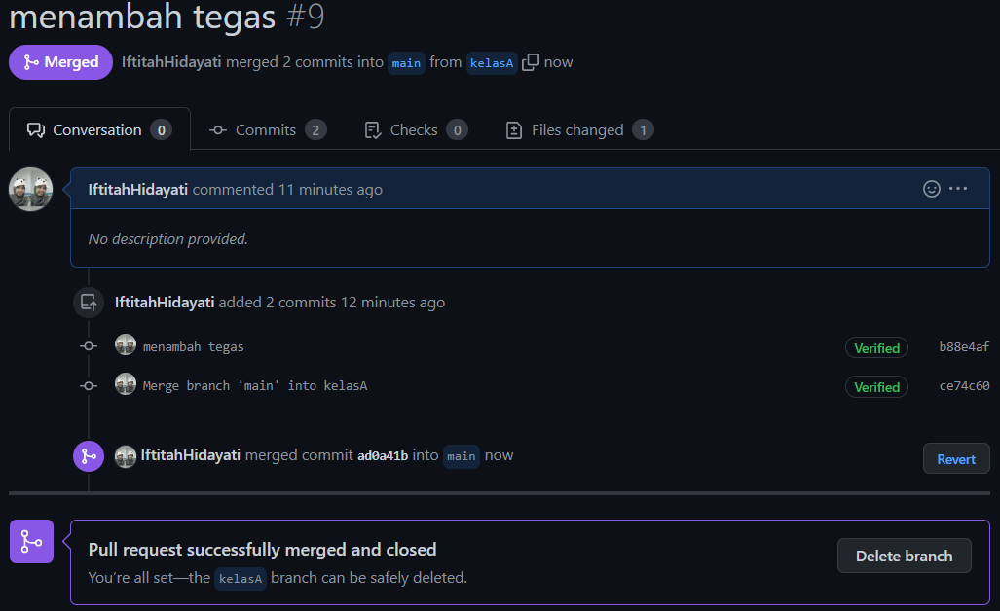 menambah tegas #9
Merged IftitahHidayati merged 2 commits into main from kelasA now
Conversation 0 Commits 2 Checks 0 Files changed 1
IftitahHidayati commented 11 minutes ago
No description provided.
IftitahHidayati added 2 commits 12 minutes ago
menambah tegas Verified b88e4af
Merge branch 'main' into kelasA Verified ce74c60
IftitahHidayati merged commit ad0a41b into main now Revert
Pull request successfully merged and closed
You're all set—the kelasA branch can be safely deleted.
Delete branch